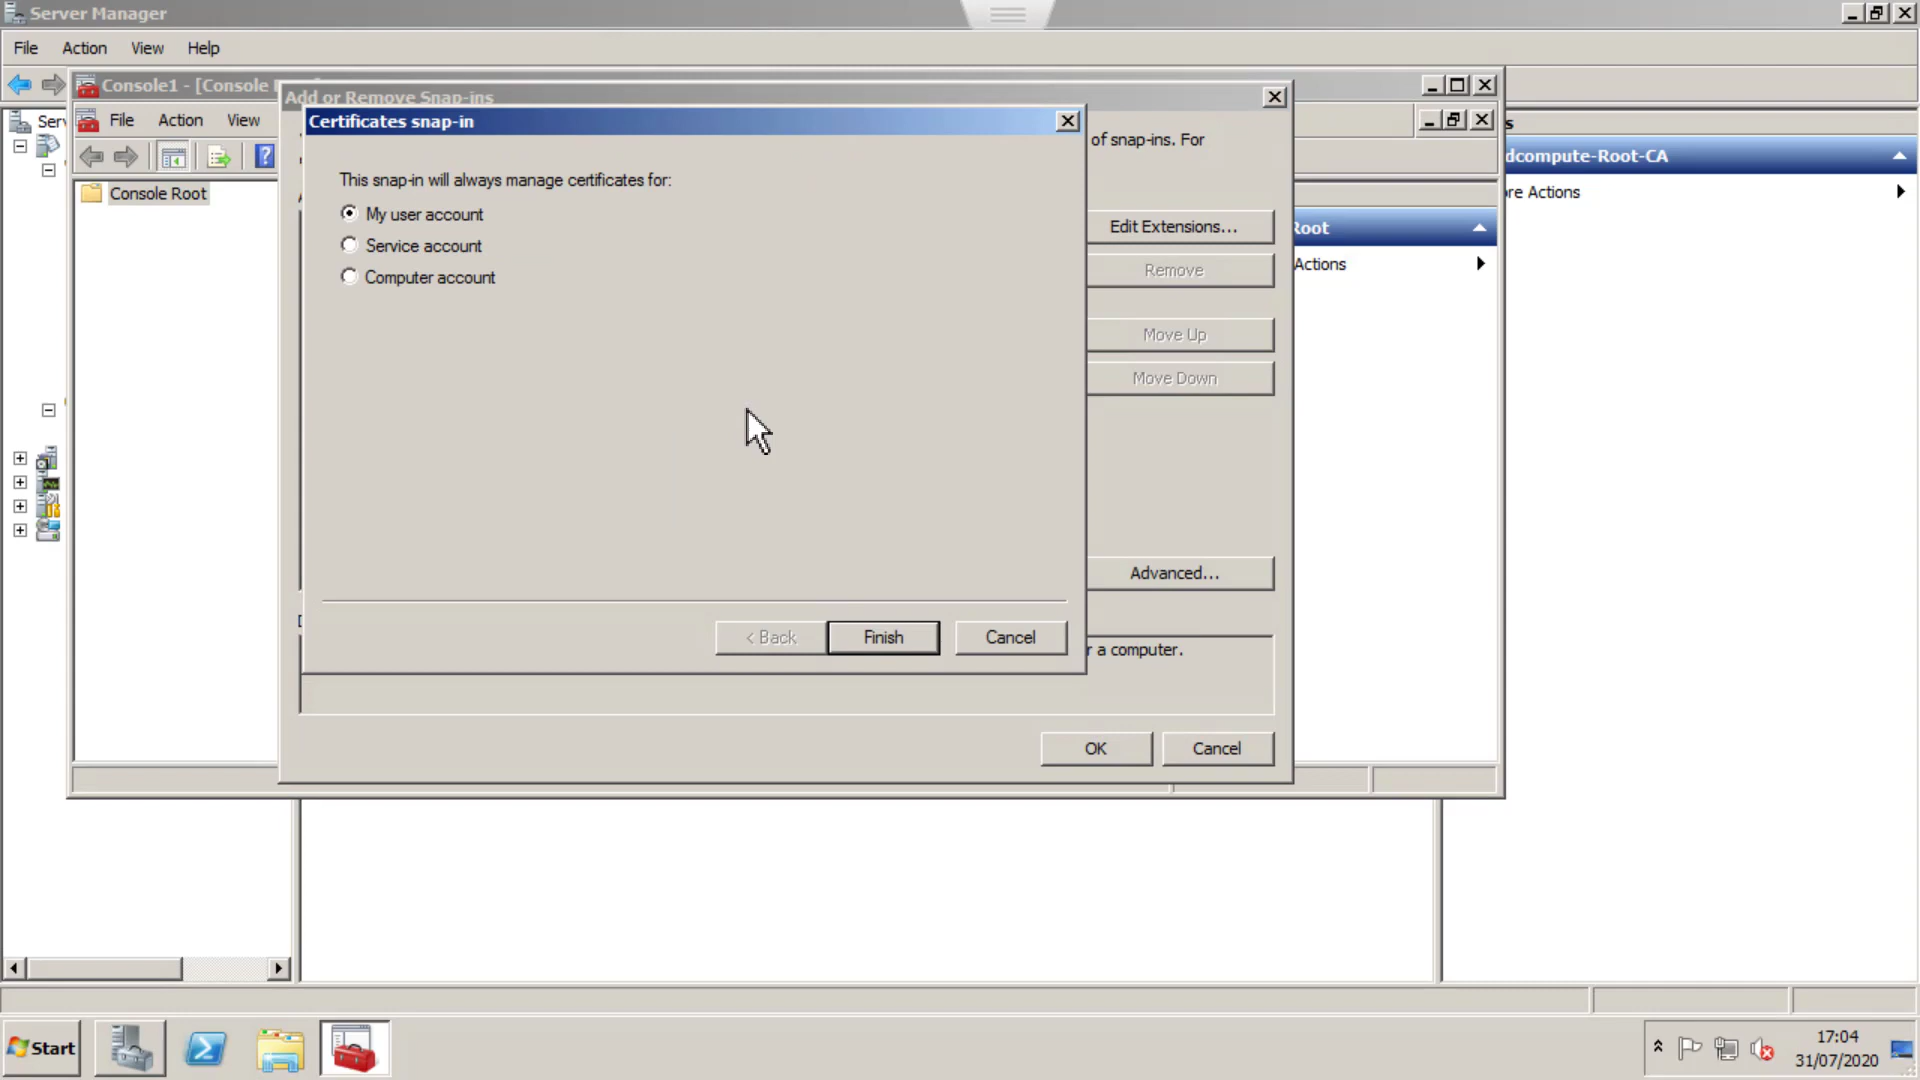 Server Manager
File Action View Help
Console1 - [Console
Add or Remove Snap-ins
Certificates snap-in
File Action View
of snap-ins. For
Console Root
This snap-in will always manage certificates for:
My user account
Service account
Computer account
Edit Extensions...
Remove
Move Up
Move Down
Advanced...
Root
Actions
dcompute-Root-CA
re Actions
< Back Finish Cancel
r a computer.
OK Cancel
Start
17:04
31/07/2020